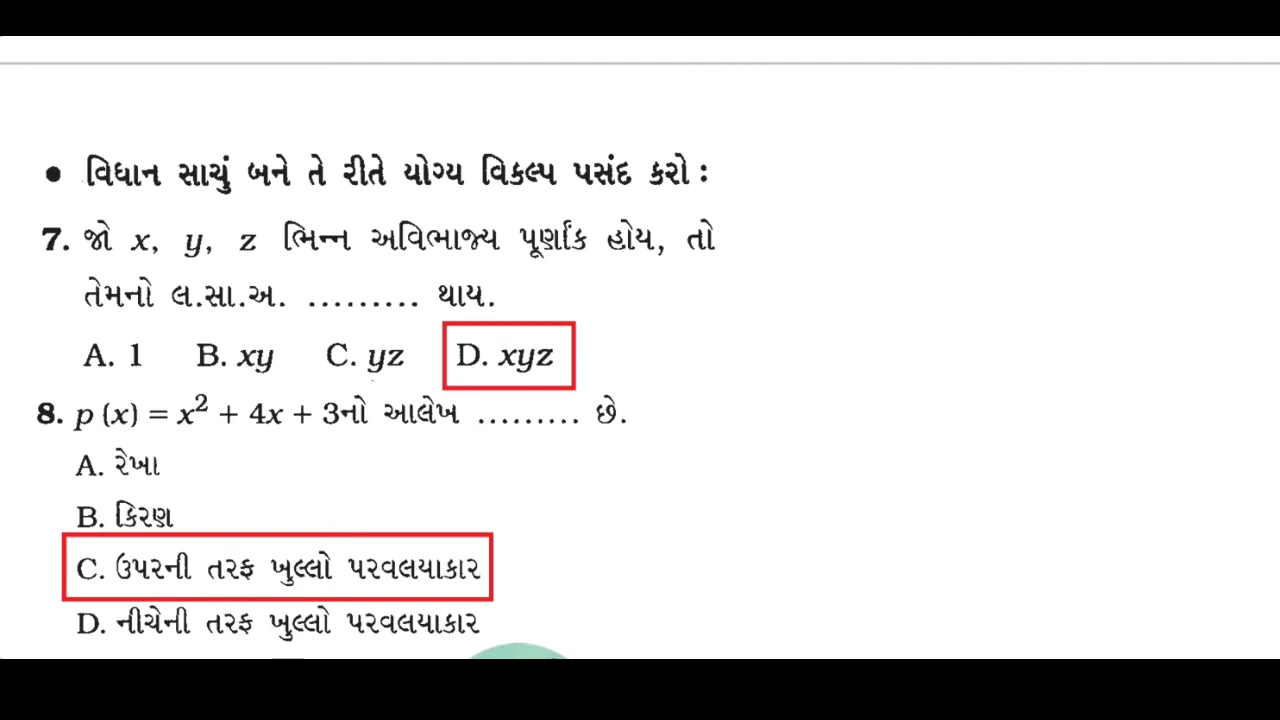 • વિધાન સાચું બને તે રીતે યોગ્ય વિકલ્પ પસંદ કરો :
7. જો x, y, z ભિન્ન અવિભાજ્ય પૂર્ણાંક હોય, તો
તેમનો લ.સા.અ. ......... થાય.
A. 1 B. xy C. yz D. xyz
8. p (x) = x² + 4x + 3નો આલેખ ......... છે.
A. રેખા
B. કિરણ
C. ઉપરની તરફ ખુલ્લો પરવલયાકાર
D. નીચેની તરફ ખુલ્લો પરવલયાકાર